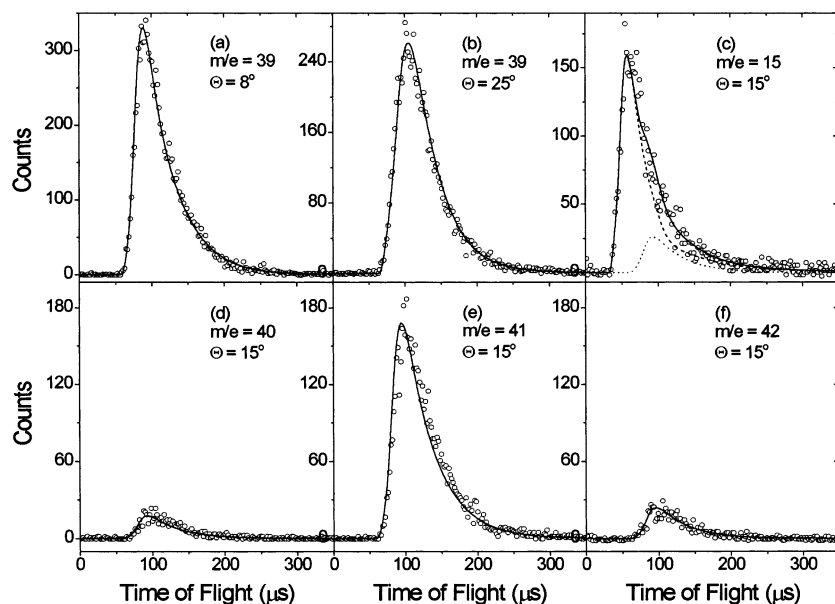 300
200
100
0
Counts
(a)
m/e = 39
Θ = 8°
240
160
80
0
(b)
m/e = 39
Θ = 25°
150
100
50
0
(c)
m/e = 15
Θ = 15°
180
120
60
0
Counts
(d)
m/e = 40
Θ = 15°
180
120
60
0
(e)
m/e = 41
Θ = 15°
180
120
60
0
(f)
m/e = 42
Θ = 15°
0 100 200 300
0 100 200 300
0 100 200 300
Time of Flight (μs)
Time of Flight (μs)
Time of Flight (μs)